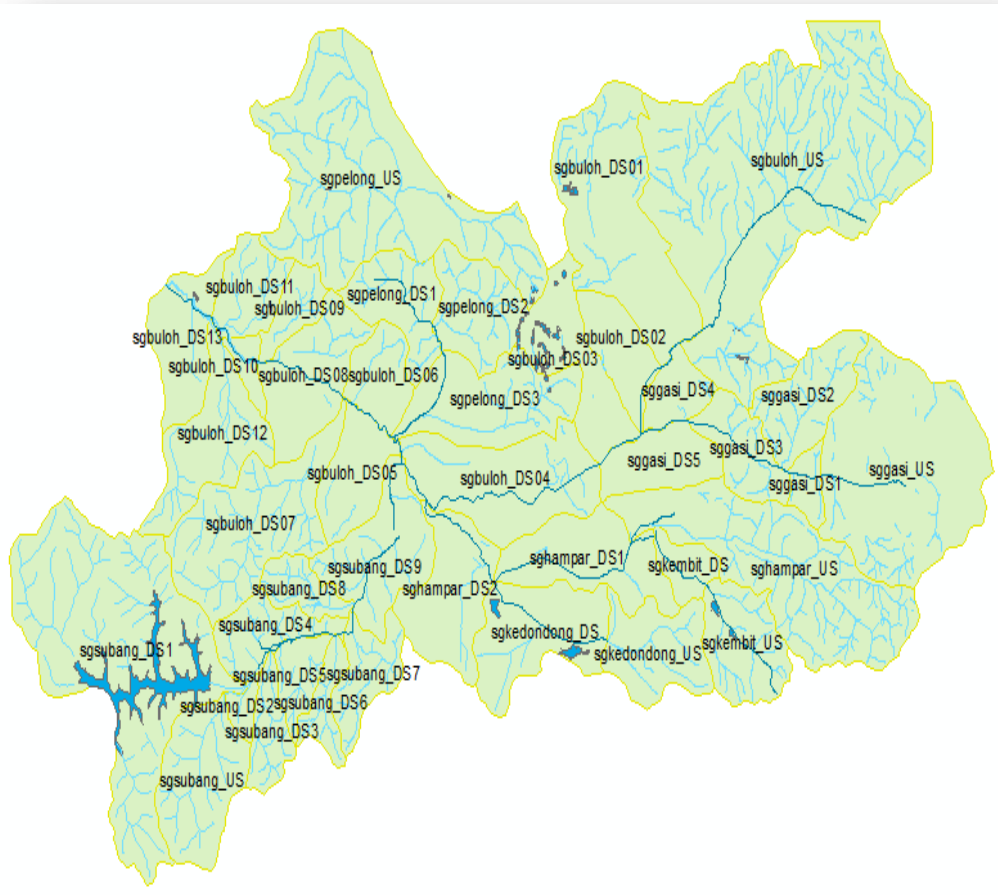 sgbuloh_US
sgbuloh_DS01
sgpelong_US
sgbuloh_DS11
sgpelong_DS1
sgbuloh_DS09
sgpelong_DS2
sgbuloh_DS13
sgbuloh_DS02
sgbuloh_DS03
sgbuloh_DS10
sgbuloh_DS08
sgbuloh_DS06
sggasi_DS4
sggasi_DS2
sgpelong_DS3
sgbuloh_DS12
sggasi_DS3
sggasi_DS5
sgbuloh_DS05
sgbuloh_DS04
sggasi_US
sggasi_DS1
sgbuloh_DS07
sghampar_DS1
sgsubang_DS9
sgkembit_DS
sghampar_US
sgsubang_DS8
sghampar_DS2
sgsubang_DS4
sgkedondong_DS
sgkembit_US
sgsubang_DS1
sgkedondong_US
sgsubang_DS5
sgsubang_DS7
sgsubang_DS2
sgsubang_DS6
sgsubang_DS3
sgsubang_US